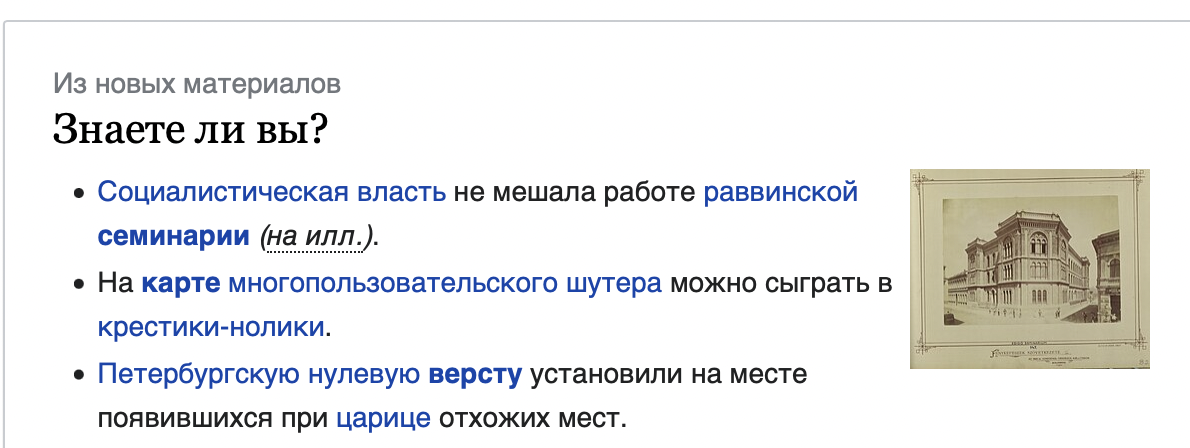 Из новых материалов
Знаете ли вы?
• Социалистическая власть не мешала работе раввинской
семинарии (на илл.).
• На карте многопользовательского шутера можно сыграть в
крестики-нолики.
• Петербургскую нулевую версту установили на месте
появившихся при царице отхожих мест.